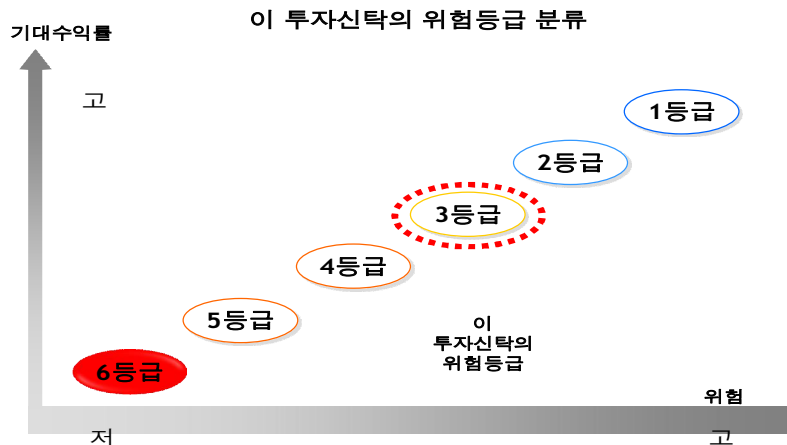 이 투자신탁의 위험등급 분류
기대수익률
고
1등급
2등급
3등급
4등급
5등급
이
투자신탁의
위험등급
6등급
위험
저
고